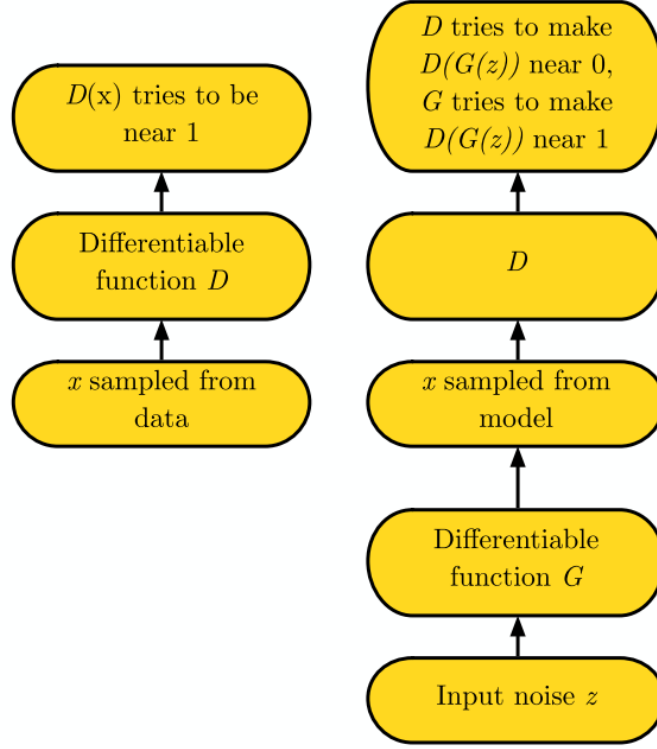 D(x) tries to be
near 1
Differentiable
function D
x sampled from
data
D tries to make
D(G(z)) near 0,
G tries to make
D(G(z)) near 1
D
x sampled from
model
Differentiable
function G
Input noise z